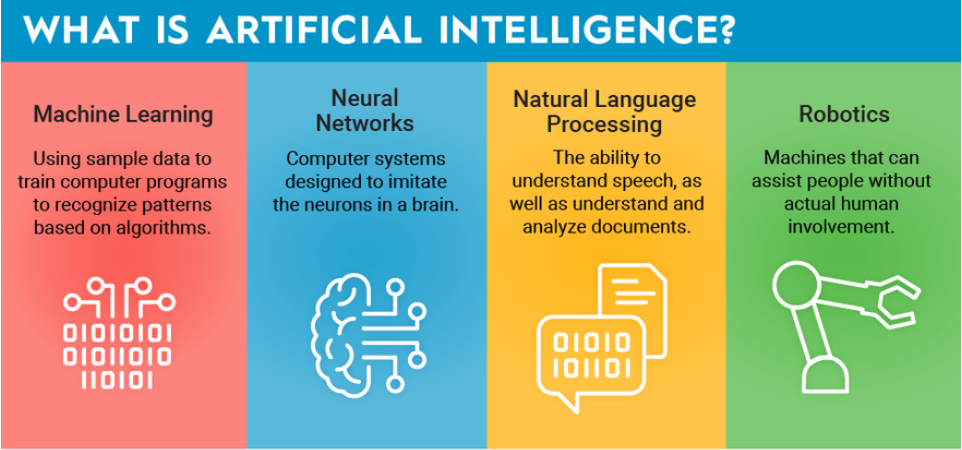 WHAT IS ARTIFICIAL INTELLIGENCE?
Machine Learning
Using sample data to
train computer programs
to recognize patterns
based on algorithms.
01010101
01011010
110101
Neural
Networks
Computer systems
designed to imitate
the neurons in a brain.
Natural Language
Processing
The ability to
understand speech, as
well as understand and
analyze documents.
01010
101101
Robotics
Machines that can
assist people without
actual human
involvement.